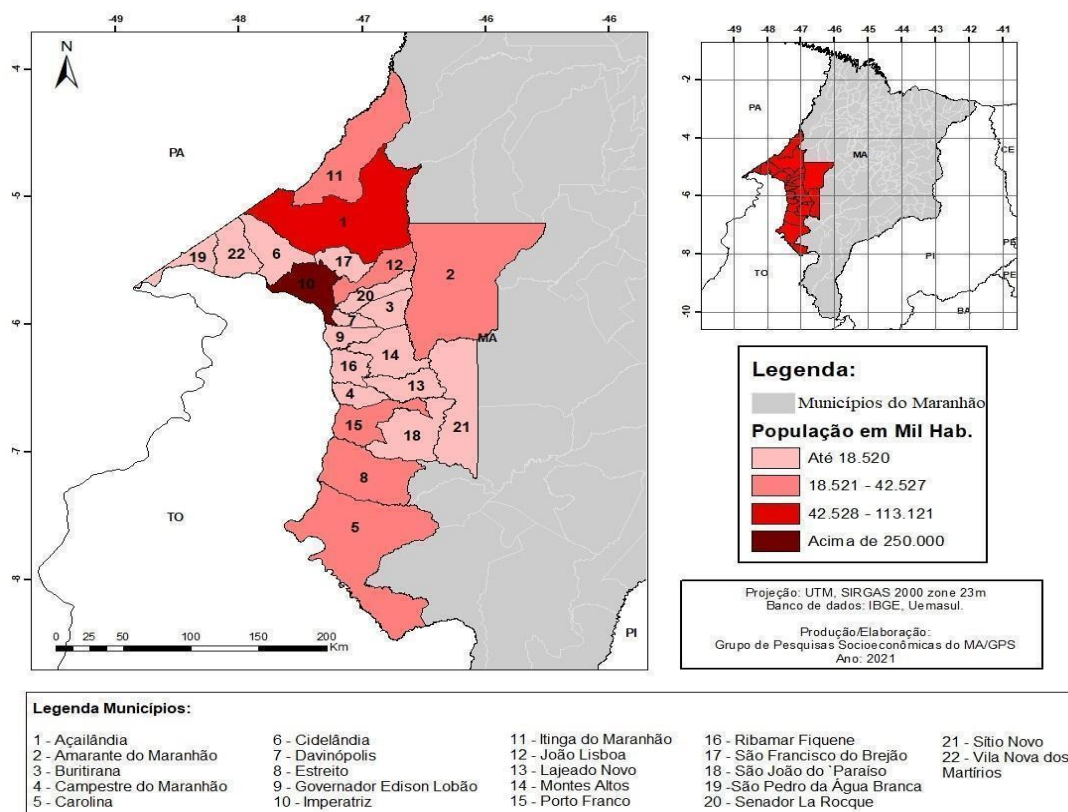 -49 -48 -47 -46 -46
N
-4
-5
-6
-7
-8
PA
11
1
19
22
6
17
12
10
20
2
3
7
9
MA
14
16
13
4
15
18
21
8
TO
5
PI
0 25 50 100 150 200
Km
-49 -48 -47 -46 -45 -44 -43 -42 -41
-2
-4
-6
-8
-10
PA
MA
CE
TO
PI
PE
PE
BA
Legenda:
Municípios do Maranhão
População em Mil Hab.
Até 18.520
18.521 - 42.527
42.528 - 113.121
Acima de 250.000
Projeção: UTM, SIRGAS 2000 zone 23m
Banco de dados: IBGE, Uemasul.
Produção/Elaboração:
Grupo de Pesquisas Socioeconômicas do MA/GPS
Ano: 2021
Legenda Municípios:
1 - Açailândia
2 - Amarante do Maranhão
3 - Buritirana
4 - Campestre do Maranhão
5 - Carolina
6 - Cidelândia
7 - Davinópolis
8 - Estreito
9 - Governador Edison Lobão
10 - Imperatriz
11 - Itinga do Maranhão
12 - João Lisboa
13 - Lajeado Novo
14 - Montes Altos
15 - Porto Franco
16 - Ribamar Fiquene
17 - São Francisco do Brejão
18 - São João do `Paraíso
19 -São Pedro da Água Branca
20 - Senador La Rocque
21 - Sítio Novo
22 - Vila Nova dos
Martírios